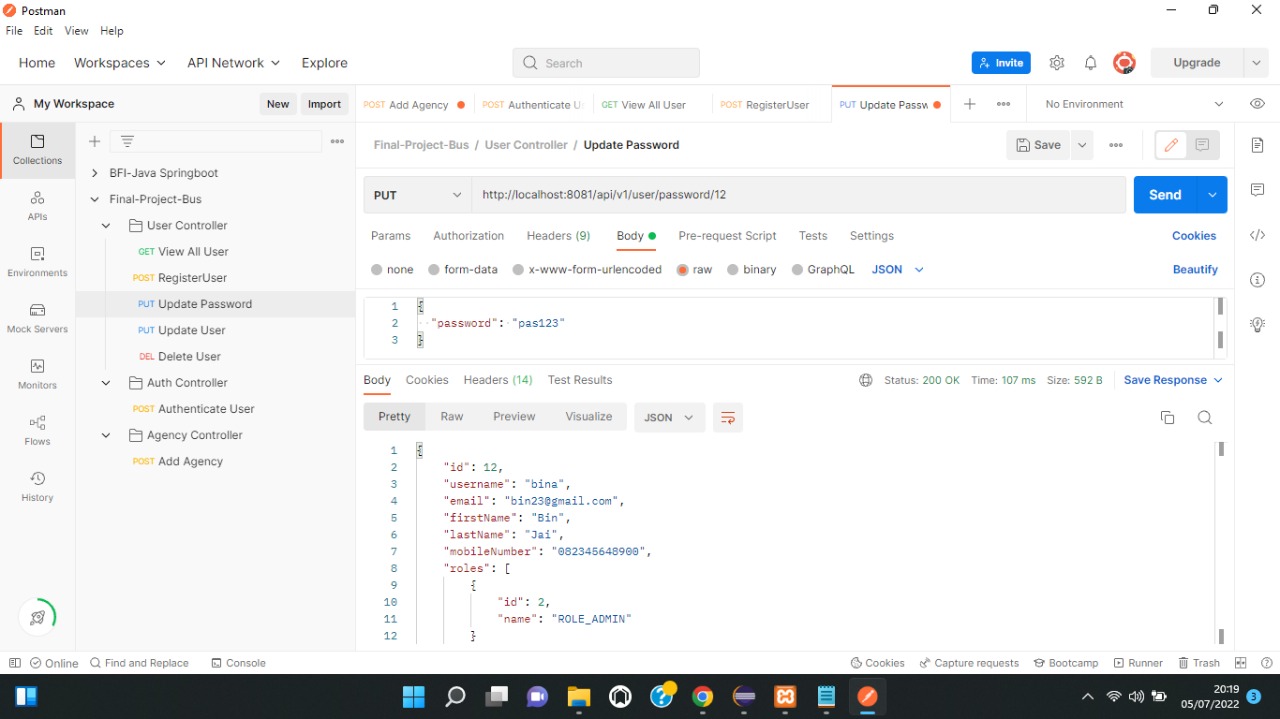 Postman
File Edit View Help
Home Workspaces API Network Explore Search Invite Upgrade
My Workspace New Import POST Add Agency POST Authenticate U GET View All User POST RegisterUser PUT Update Passw No Environment
Collections
APIs
Environments
Mock Servers
Monitors
Flows
History
BFI-Java Springboot
Final-Project-Bus
User Controller
GET View All User
POST RegisterUser
PUT Update Password
PUT Update User
DEL Delete User
Auth Controller
POST Authenticate User
Agency Controller
POST Add Agency
Final-Project-Bus / User Controller / Update Password Save
PUT http://localhost:8081/api/v1/user/password/12 Send
Params Authorization Headers (9) Body Pre-request Script Tests Settings Cookies
none form-data x-www-form-urlencoded raw binary GraphQL JSON Beautify
1 {
2 "password": "pas123"
3 }
Body Cookies Headers (14) Test Results Status: 200 OK Time: 107 ms Size: 592 B Save Response
Pretty Raw Preview Visualize JSON
1 {
2 "id": 12,
3 "username": "bina",
4 "email": "bin23@gmail.com",
5 "firstName": "Bin",
6 "lastName": "Jai",
7 "mobileNumber": "082345648900",
8 "roles": [
9 {
10 "id": 2,
11 "name": "ROLE_ADMIN"
12 }
Online Find and Replace Console Cookies Capture requests Bootcamp Runner Trash
20:19
05/07/2022 3